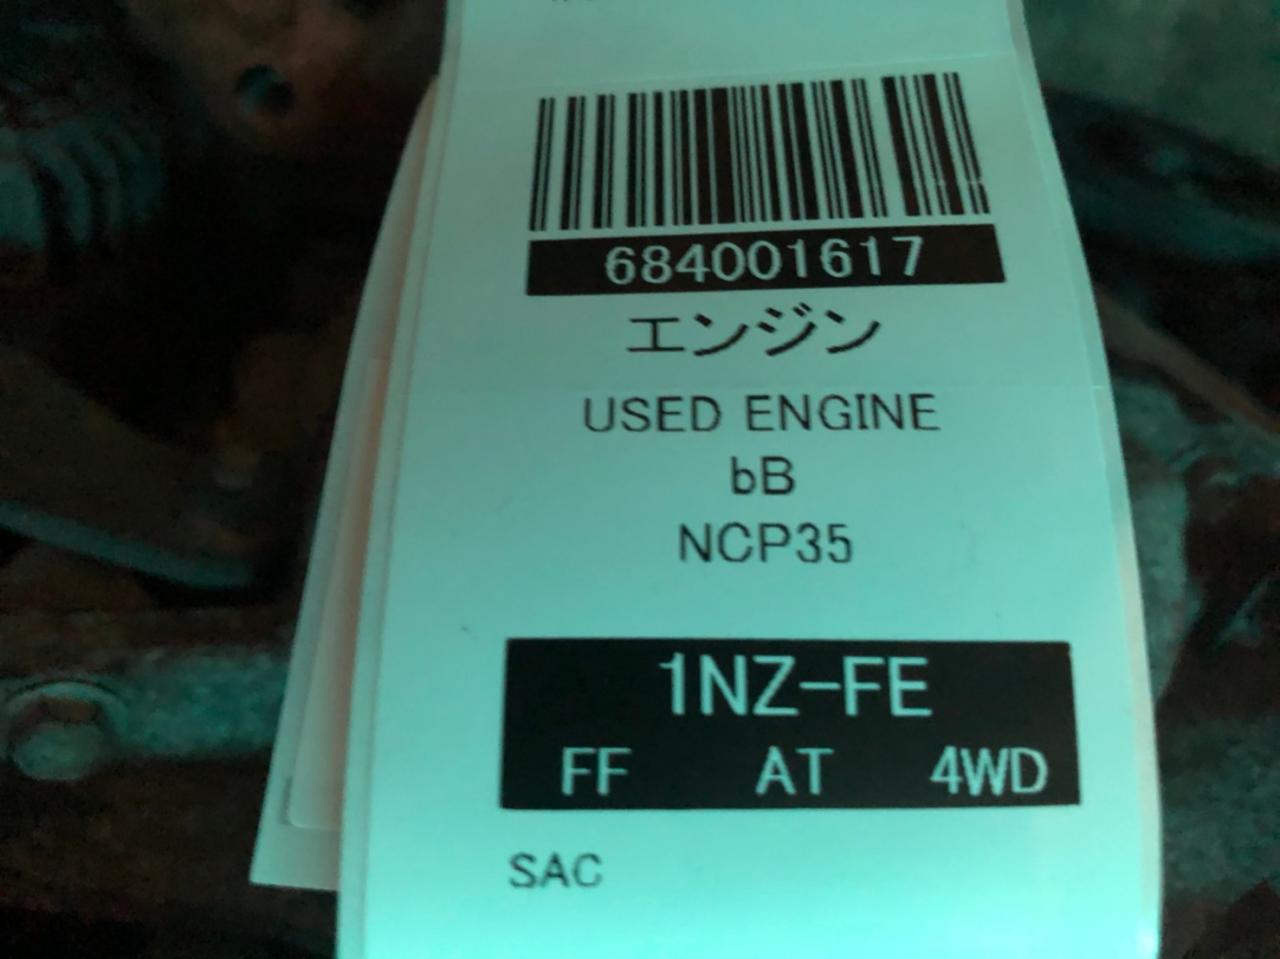 684001617
エンジン
USED ENGINE
bB
NCP35
1NZ-FE
FF AT 4WD
SAC